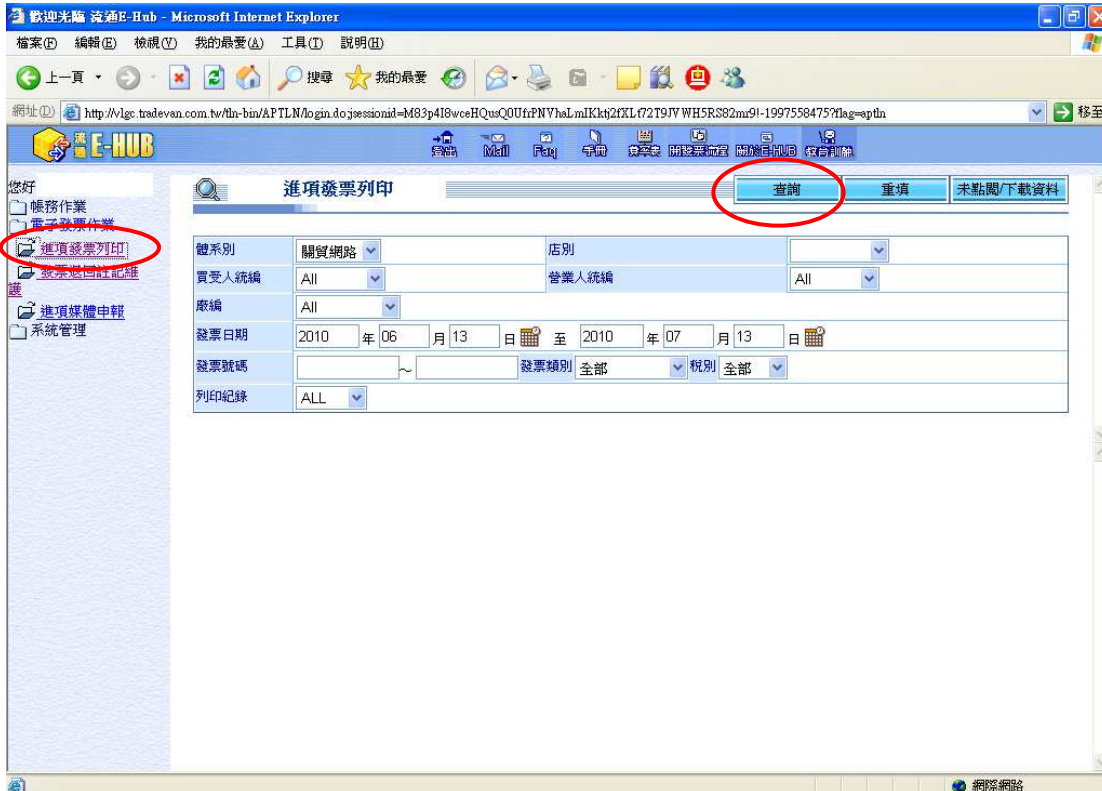 歡迎光臨 流通E-Hub - Microsoft Internet Explorer
檔案(F) 編輯(E) 檢視(V) 我的最愛(A) 工具(T) 說明(H)
上一頁 搜尋 我的最愛
網址(D) http://vlgc.tradevan.com.tw/tln-bin/APTLN/login.do;jsessionid=M83p4I8wceHQusQ0UfrPNVhaLmIKktj2fXLf72T9JVWH5RS82mr9!-1997558475?flag=aptln 移至
流通 E-HUB 登出 Mail Faq 手冊 費率表 開發票流程 關於E-HUB 教育訓練
您好
帳務作業
電子發票作業
進項發票列印
發票退回註記維護
進項媒體申報
系統管理
進項發票列印 查詢 重填 未點閱/下載資料
體系別 關貿網路 店別
買受人統編 All 營業人統編 All
廠編 All
發票日期 2010 年 06 月 13 日 至 2010 年 07 月 13 日
發票號碼 ~ 發票類別 全部 稅別 全部
列印紀錄 ALL
網際網路